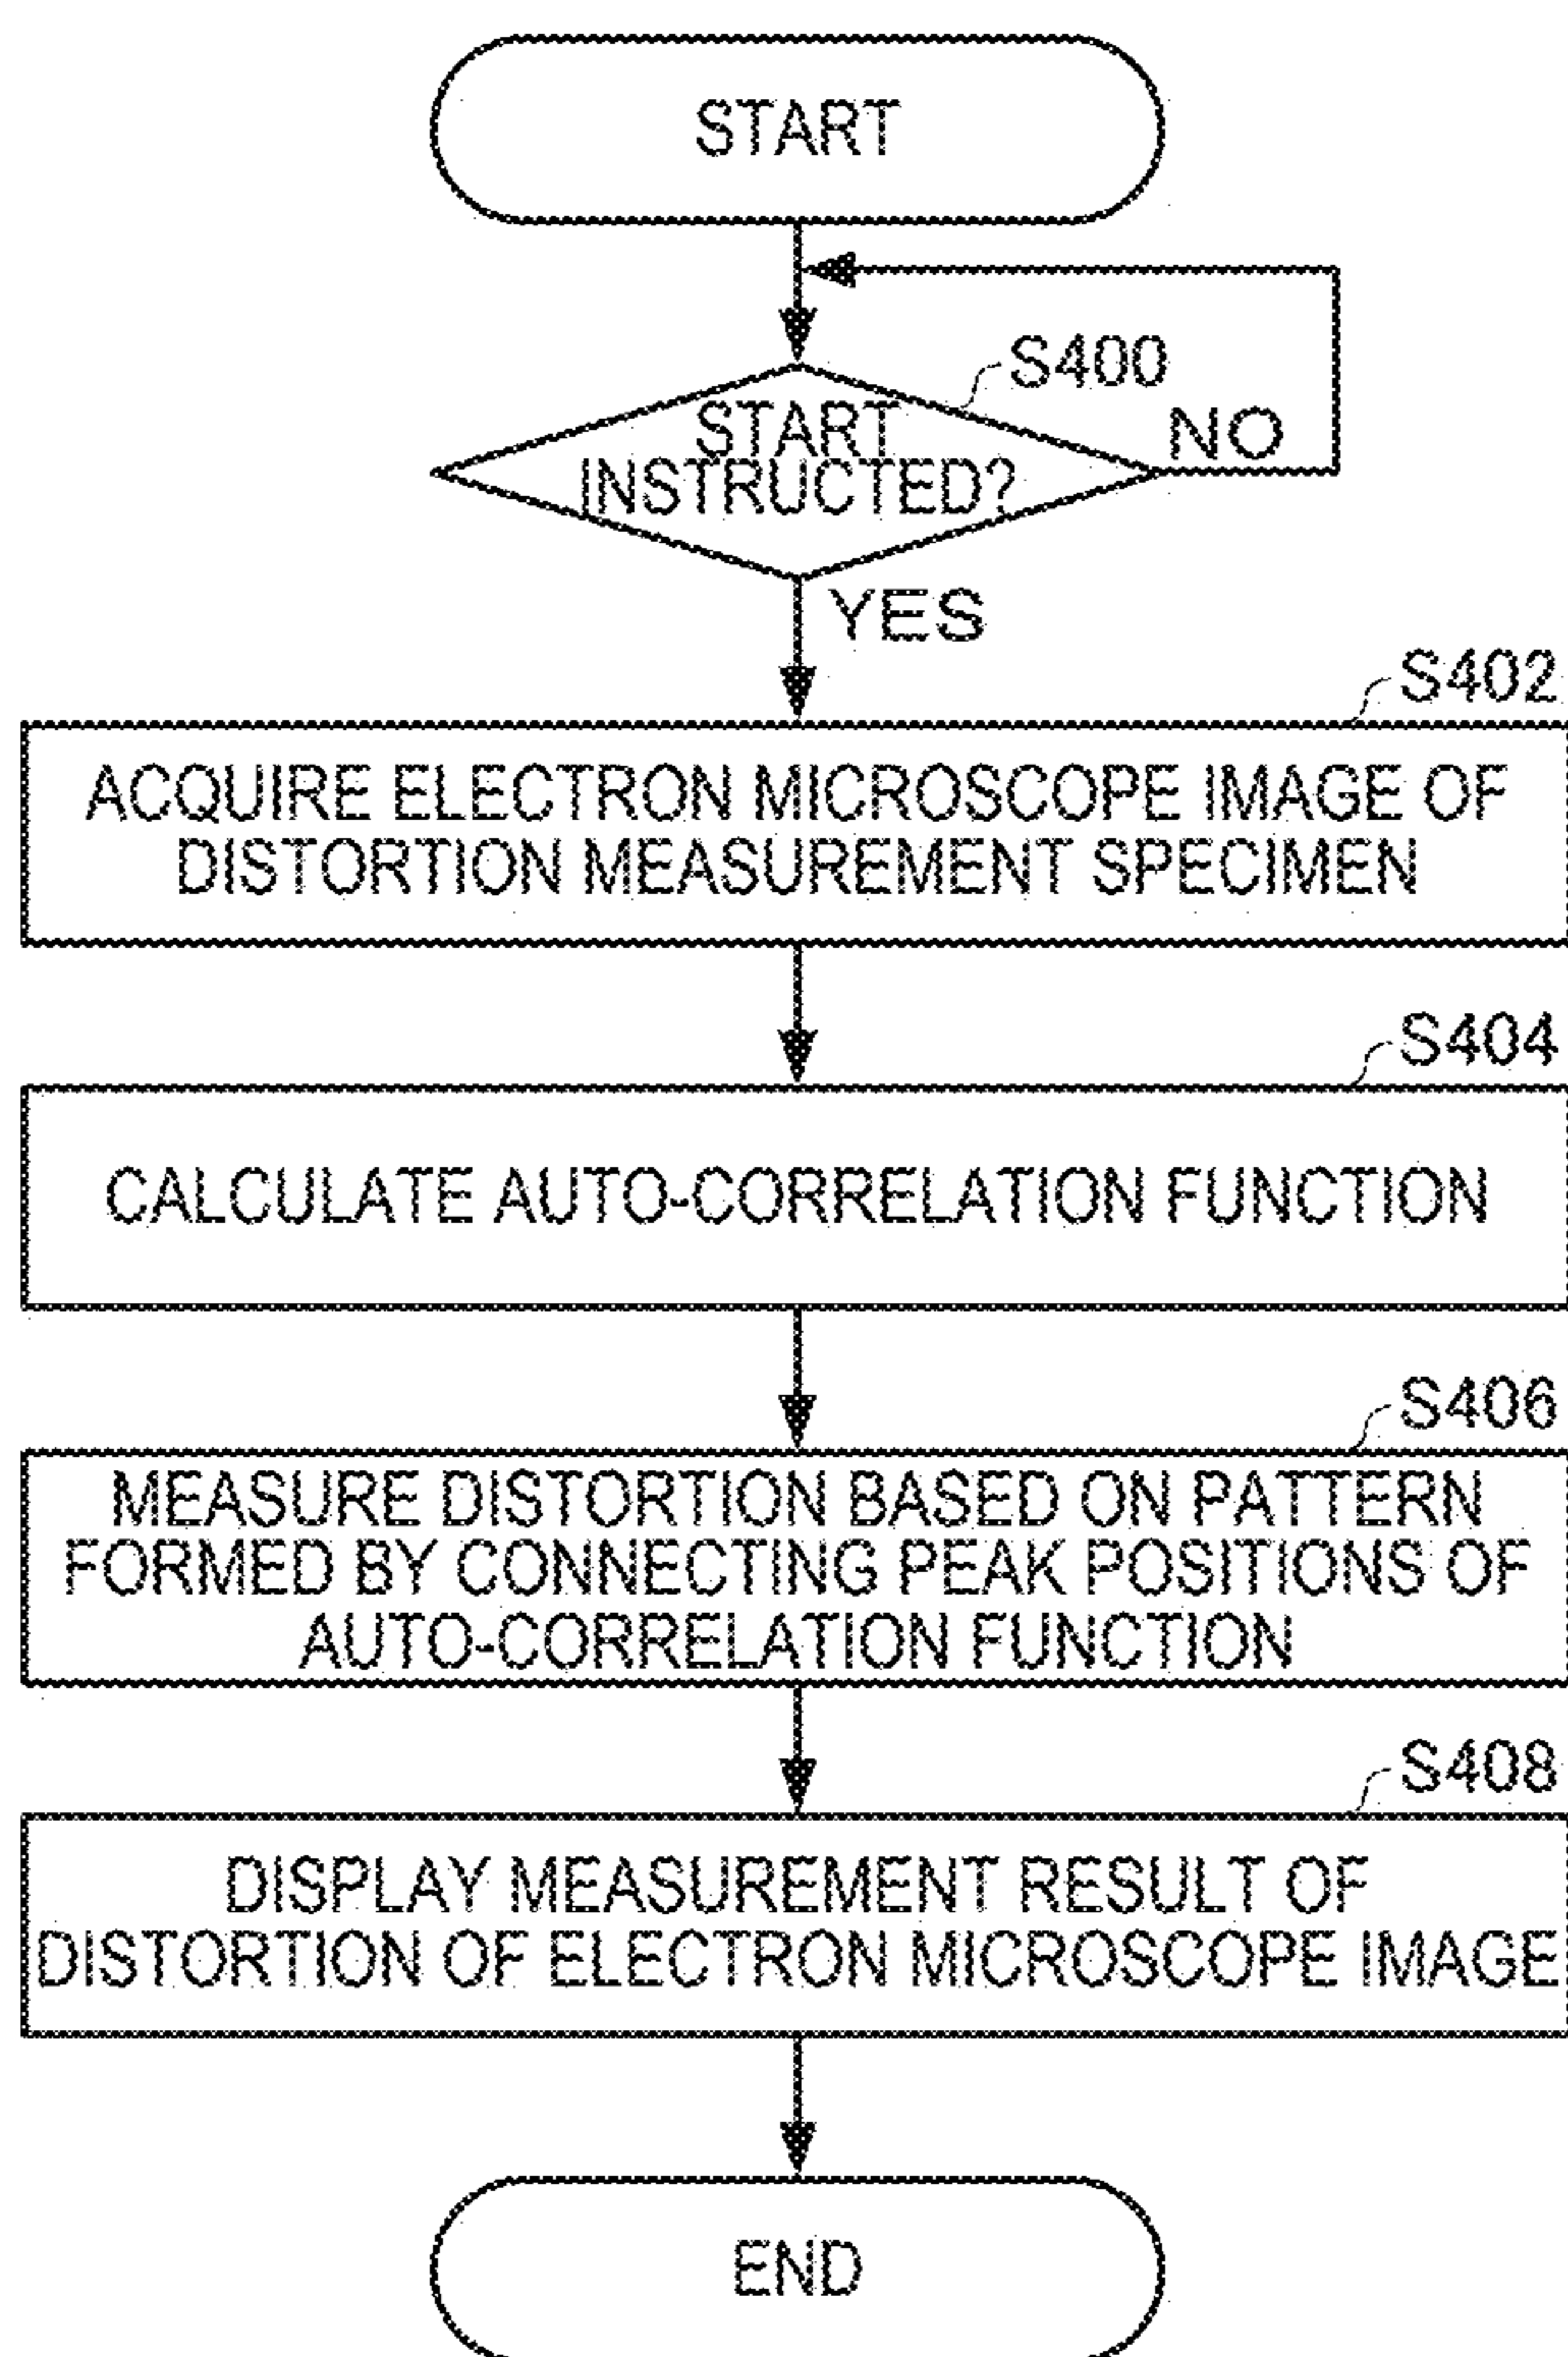 START
S400
START
INSTRUCTED?
NO
YES
S402
ACQUIRE ELECTRON MICROSCOPE IMAGE OF
DISTORTION MEASUREMENT SPECIMEN
S404
CALCULATE AUTO-CORRELATION FUNCTION
S406
MEASURE DISTORTION BASED ON PATTERN
FORMED BY CONNECTING PEAK POSITIONS OF
AUTO-CORRELATION FUNCTION
S408
DISPLAY MEASUREMENT RESULT OF
DISTORTION OF ELECTRON MICROSCOPE IMAGE
END